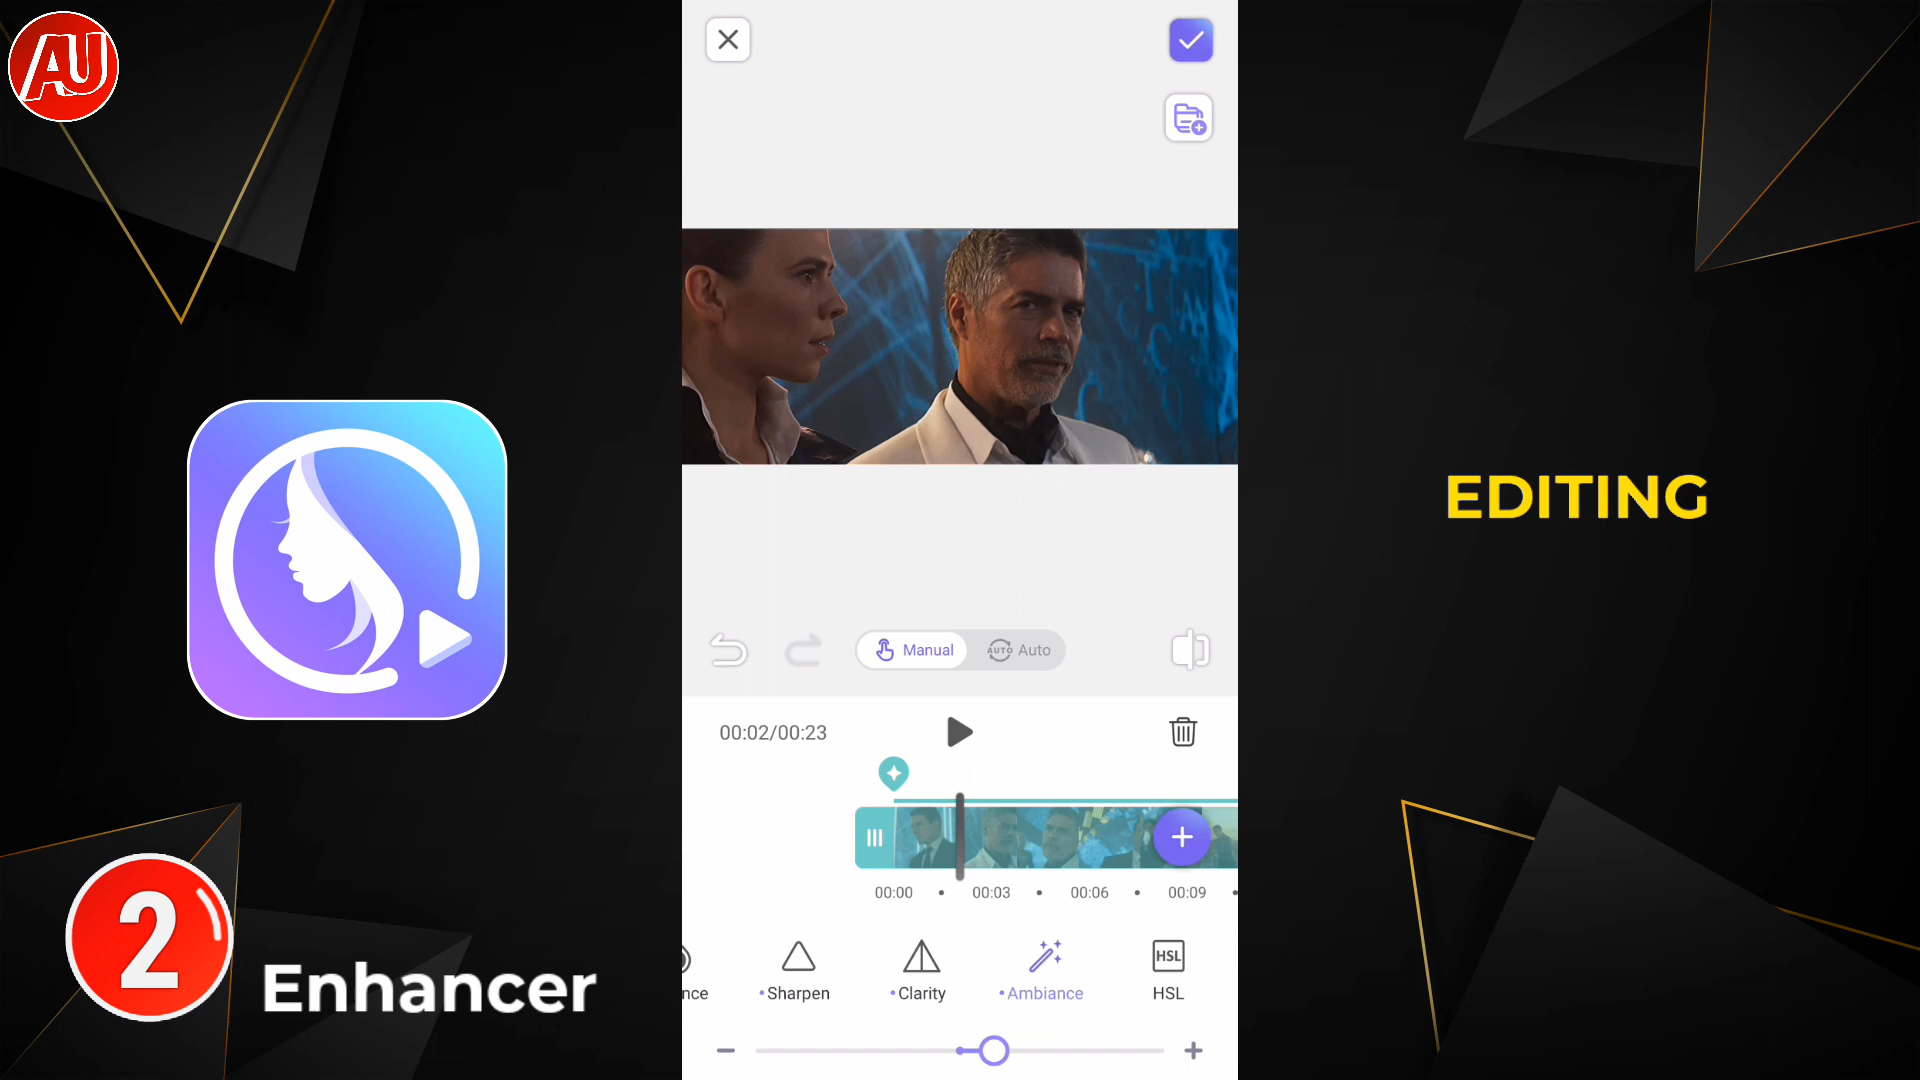 AU
EDITING
Manual
AUTO Auto
00:02/00:23
00:00 • 00:03 • 00:06 • 00:09 •
nce
•Sharpen
•Clarity
•Ambiance
HSL
HSL
2
Enhancer